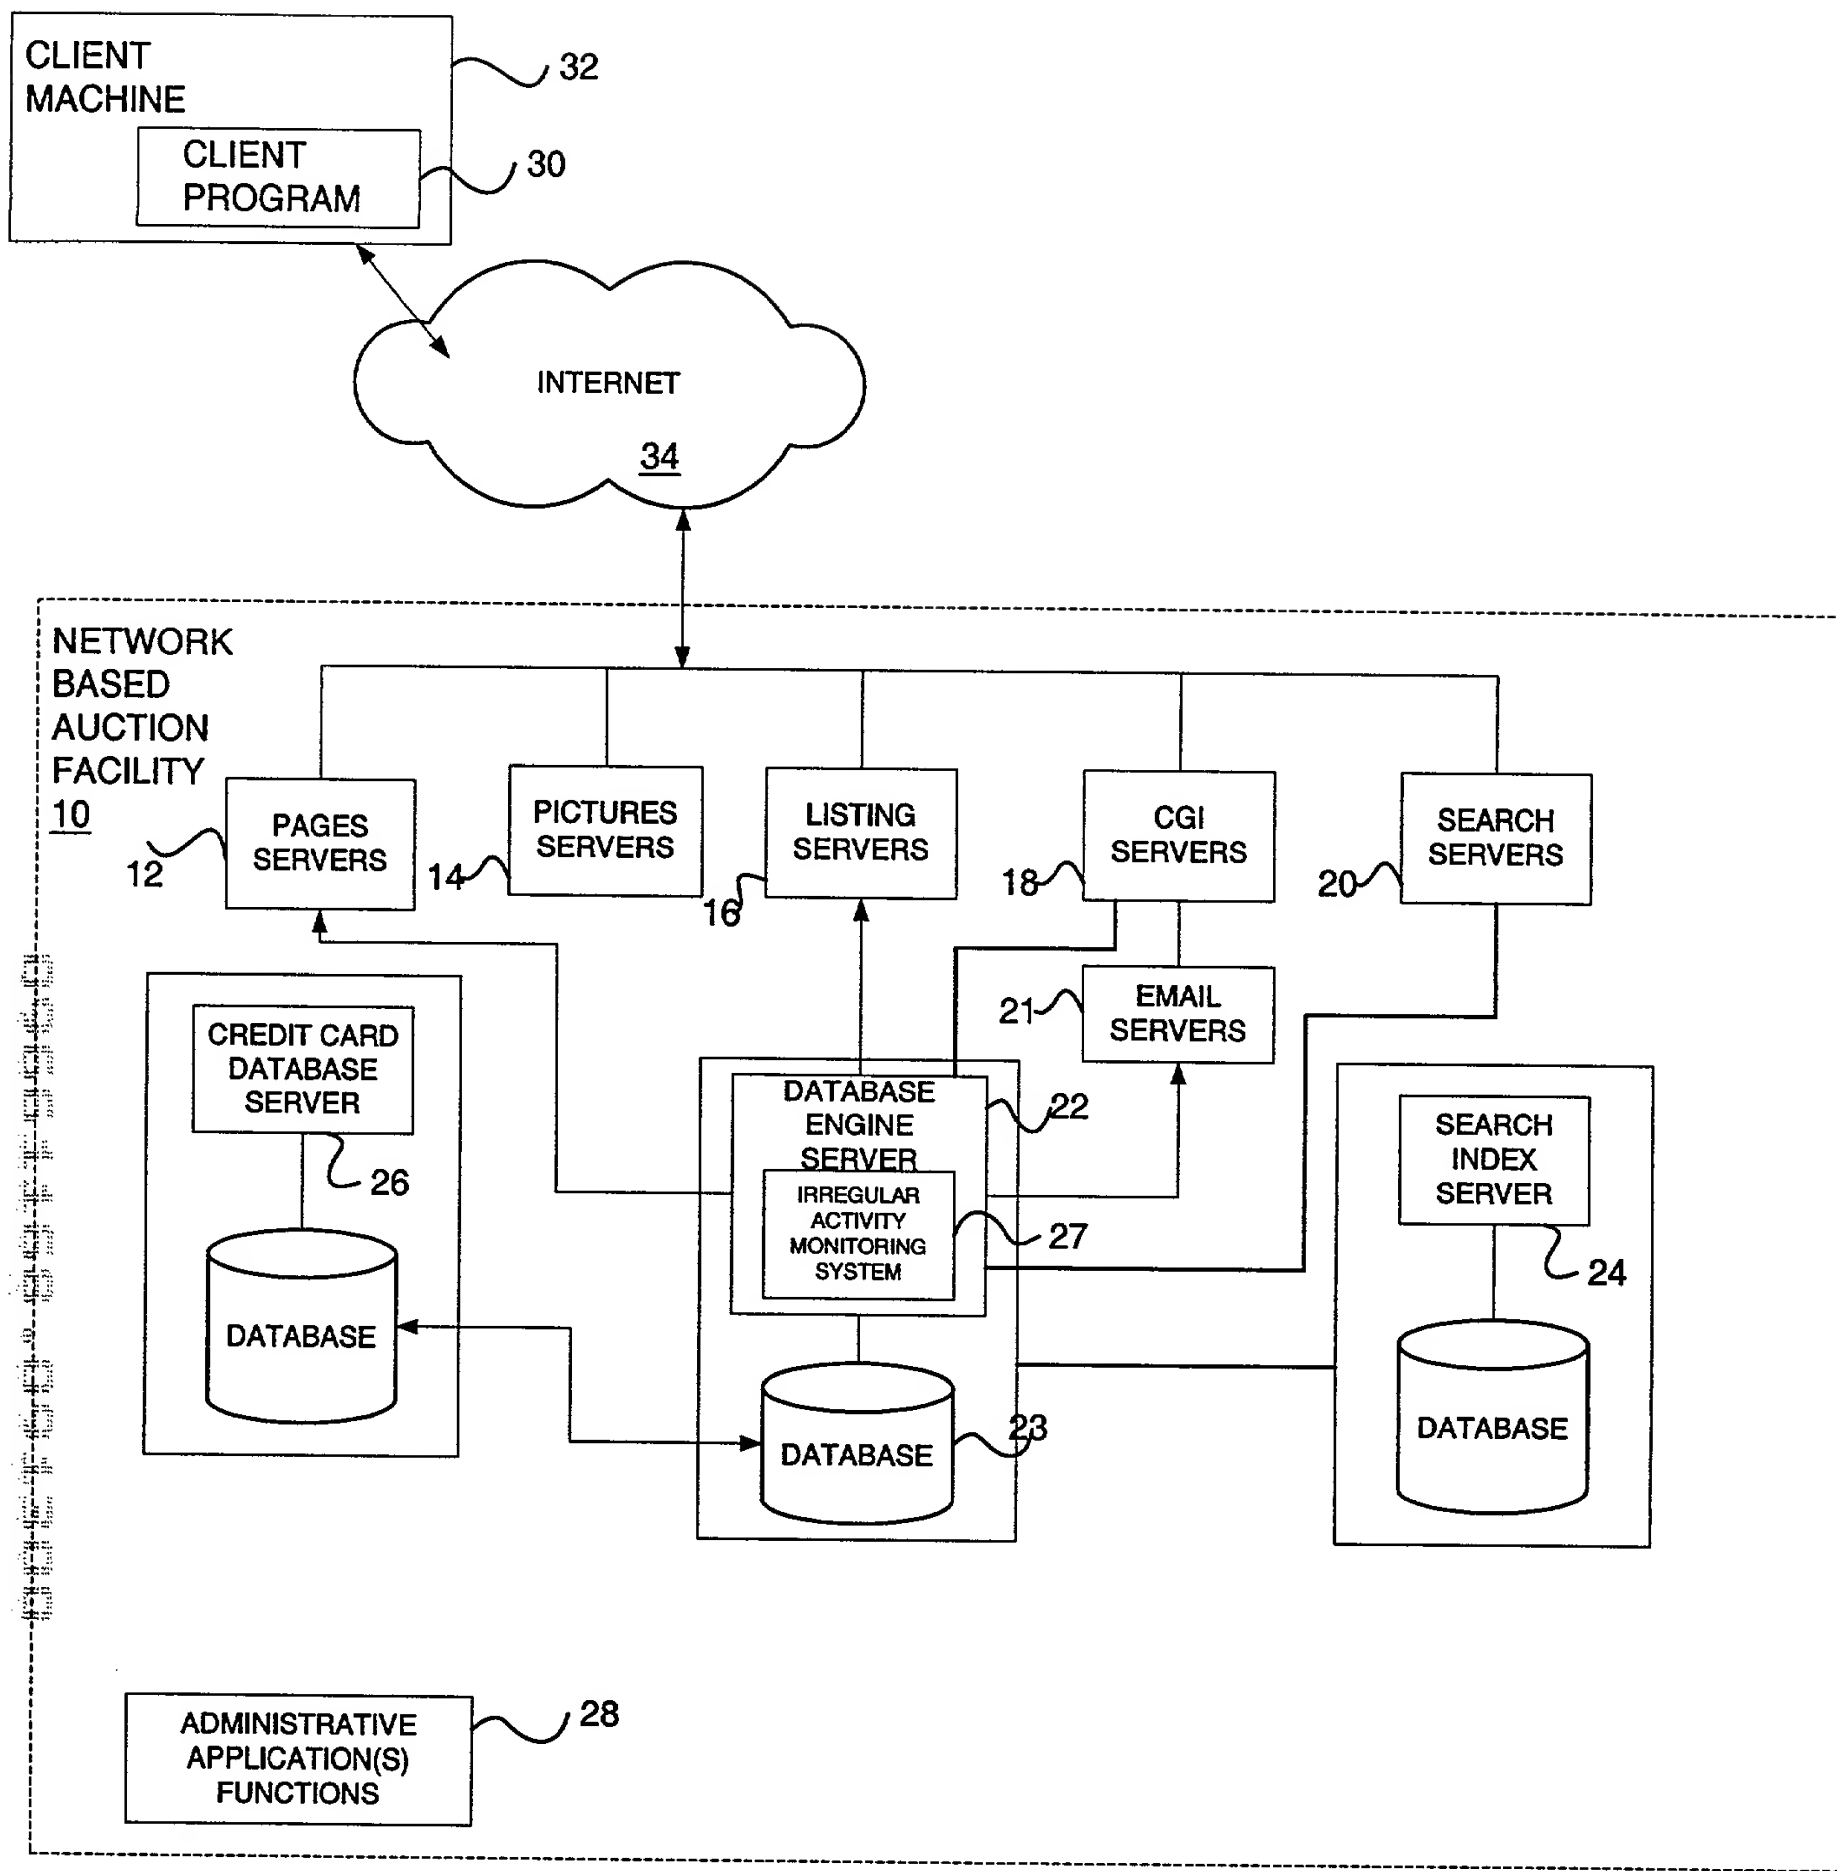 CLIENT
MACHINE
32
CLIENT
PROGRAM
30
INTERNET
34
NETWORK
BASED
AUCTION
FACILITY
10
PAGES
SERVERS
12
PICTURES
SERVERS
14
LISTING
SERVERS
16
CGI
SERVERS
18
SEARCH
SERVERS
20
EMAIL
SERVERS
21
CREDIT CARD
DATABASE
SERVER
26
DATABASE
DATABASE
ENGINE
SERVER
22
IRREGULAR
ACTIVITY
MONITORING
SYSTEM
27
DATABASE
23
SEARCH
INDEX
SERVER
24
DATABASE
ADMINISTRATIVE
APPLICATION(S)
FUNCTIONS
28